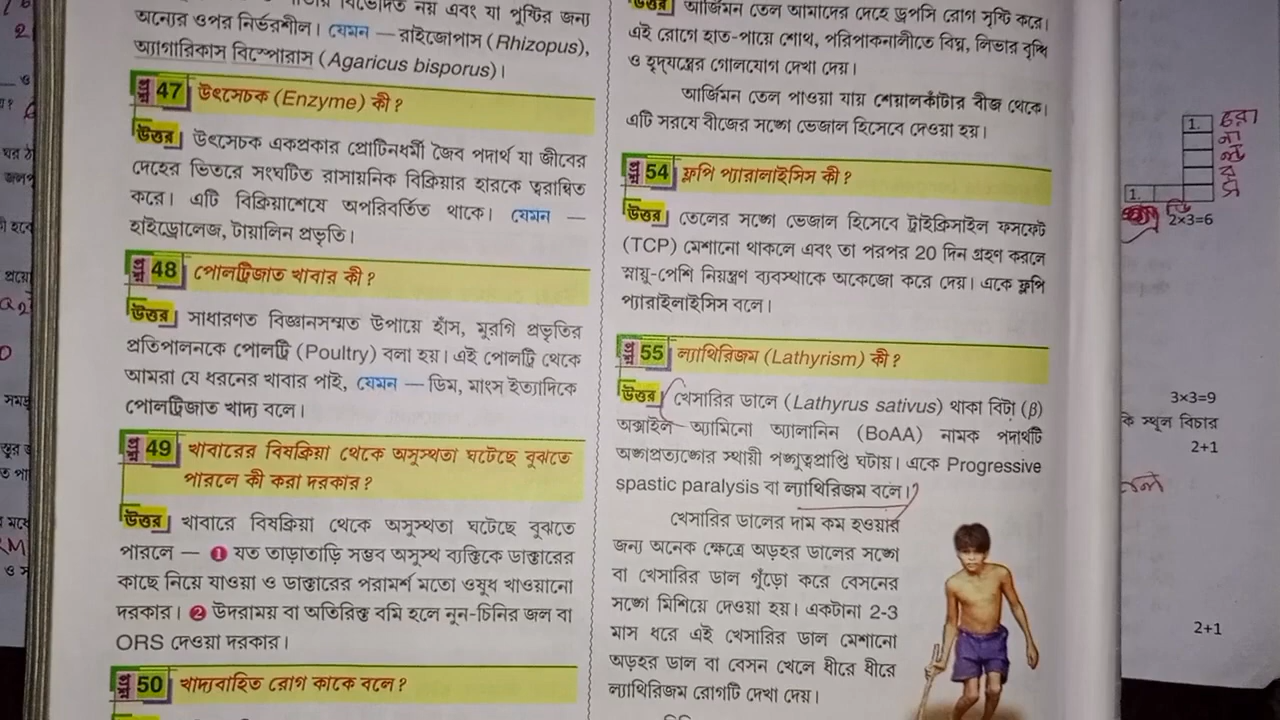 অন্যের ওপর নির্ভরশীল। যেমন — রাইজোপাস (Rhizopus),
অ্যাগারিকাস বিস্পোরাস (Agaricus bisporus)।
প্রশ্ন 47 উৎসেচক (Enzyme) কী?
উত্তর উৎসেচক একপ্রকার প্রোটিনধর্মী জৈব পদার্থ যা জীবের
দেহের ভিতরে সংঘটিত রাসায়নিক বিক্রিয়ার হারকে ত্বরান্বিত
করে। এটি বিক্রিয়াশেষে অপরিবর্তিত থাকে। যেমন —
হাইড্রোলেজ, টায়ালিন প্রভৃতি।
প্রশ্ন 48 পোলট্রিজাত খাবার কী?
উত্তর সাধারণত বিজ্ঞানসম্মত উপায়ে হাঁস, মুরগি প্রভৃতির
প্রতিপালনকে পোলট্রি (Poultry) বলা হয়। এই পোলট্রি থেকে
আমরা যে ধরনের খাবার পাই, যেমন — ডিম, মাংস ইত্যাদিকে
পোলট্রিজাত খাদ্য বলে।
প্রশ্ন 49 খাবারের বিষক্রিয়া থেকে অসুস্থতা ঘটেছে বুঝতে
পারলে কী করা দরকার?
উত্তর খাবারে বিষক্রিয়া থেকে অসুস্থতা ঘটেছে বুঝতে
পারলে — 1 যত তাড়াতাড়ি সম্ভব অসুস্থ ব্যক্তিকে ডাক্তারের
কাছে নিয়ে যাওয়া ও ডাক্তারের পরামর্শ মতো ওষুধ খাওয়ানো
দরকার। 2 উদরাময় বা অতিরিক্ত বমি হলে নুন-চিনির জল বা
ORS দেওয়া দরকার।
প্রশ্ন 50 খাদ্যবাহিত রোগ কাকে বলে?
উত্তর আর্জিমন তেল আমাদের দেহে ড্রপসি রোগ সৃষ্টি করে।
এই রোগে হাত-পায়ে শোথ, পরিপাকনালীতে বিঘ্ন, লিভার বৃদ্ধি
ও হৃদ্‌যন্ত্রের গোলযোগ দেখা দেয়।
আর্জিমন তেল পাওয়া যায় শেয়ালকাঁটার বীজ থেকে।
এটি সরষে বীজের সঙ্গে ভেজাল হিসেবে দেওয়া হয়।
প্রশ্ন 54 ফ্লপি প্যারালাইসিস কী?
উত্তর তেলের সঙ্গে ভেজাল হিসেবে ট্রাইক্রিসাইল ফসফেট
(TCP) মেশানো থাকলে এবং তা পরপর 20 দিন গ্রহণ করলে
স্নায়ু-পেশি নিয়ন্ত্রণ ব্যবস্থাকে অকেজো করে দেয়। একে ফ্লপি
প্যারাইলাইসিস বলে।
প্রশ্ন 55 ল্যাথিরিজম (Lathyrism) কী?
উত্তর খেসারির ডালে (Lathyrus sativus) থাকা বিটা (β)
অক্সাইল অ্যামিনো অ্যালানিন (BoAA) নামক পদার্থটি
অঙ্গপ্রত্যঙ্গের স্থায়ী পঙ্গুত্বপ্রাপ্তি ঘটায়। একে Progressive
spastic paralysis বা ল্যাথিরিজম বলে।
খেসারির ডালের দাম কম হওয়ার
জন্য অনেক ক্ষেত্রে অড়হর ডালের সঙ্গে
বা খেসারির ডাল গুঁড়ো করে বেসনের
সঙ্গে মিশিয়ে দেওয়া হয়। একটানা 2-3
মাস ধরে এই খেসারির ডাল মেশানো
অড়হর ডাল বা বেসন খেলে ধীরে ধীরে
ল্যাথিরিজম রোগটি দেখা দেয়।
1.
1.
2×3=6
3×3=9
কি স্থূল বিচার
2+1
2+1